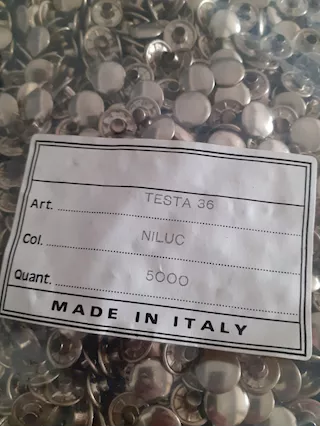 Art. TESTA 36
Col. NILUC
Quant. 5000
MADE IN ITALY